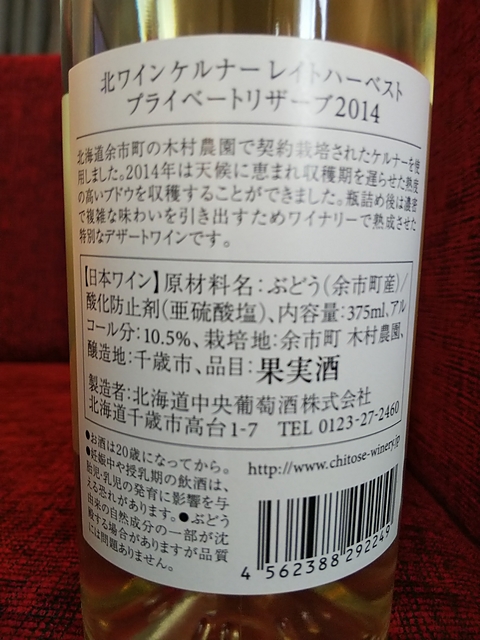 北ワインケルナーレイトハーベスト
プライベートリザーブ2014
北海道余市町の木村農園で契約栽培されたケルナーを使
用しました。2014年は天候に恵まれ収穫期を遅らせた熟度
の高いブドウを収穫することができました。瓶詰め後は濃密
で複雑な味わいを引き出すためワイナリーで熟成させた
特別なデザートワインです。
【日本ワイン】原材料名:ぶどう(余市町産)/
酸化防止剤(亜硫酸塩)、内容量:375ml、アル
コール分:10.5%、栽培地:余市町 木村農園、
醸造地:千歳市、品目:果実酒
製造者:北海道中央葡萄酒株式会社
北海道千歳市高台1-7 TEL 0123-27-2460
●お酒は20歳になってから。
●妊娠中や授乳期の飲酒は、
胎児・乳児の発育に影響を与
える恐れがあります。●ぶどう
由来の自然成分の一部が沈
殿する場合がありますが品質
には問題ありません。
http://www.chitose-winery.jp
4 562388 292249